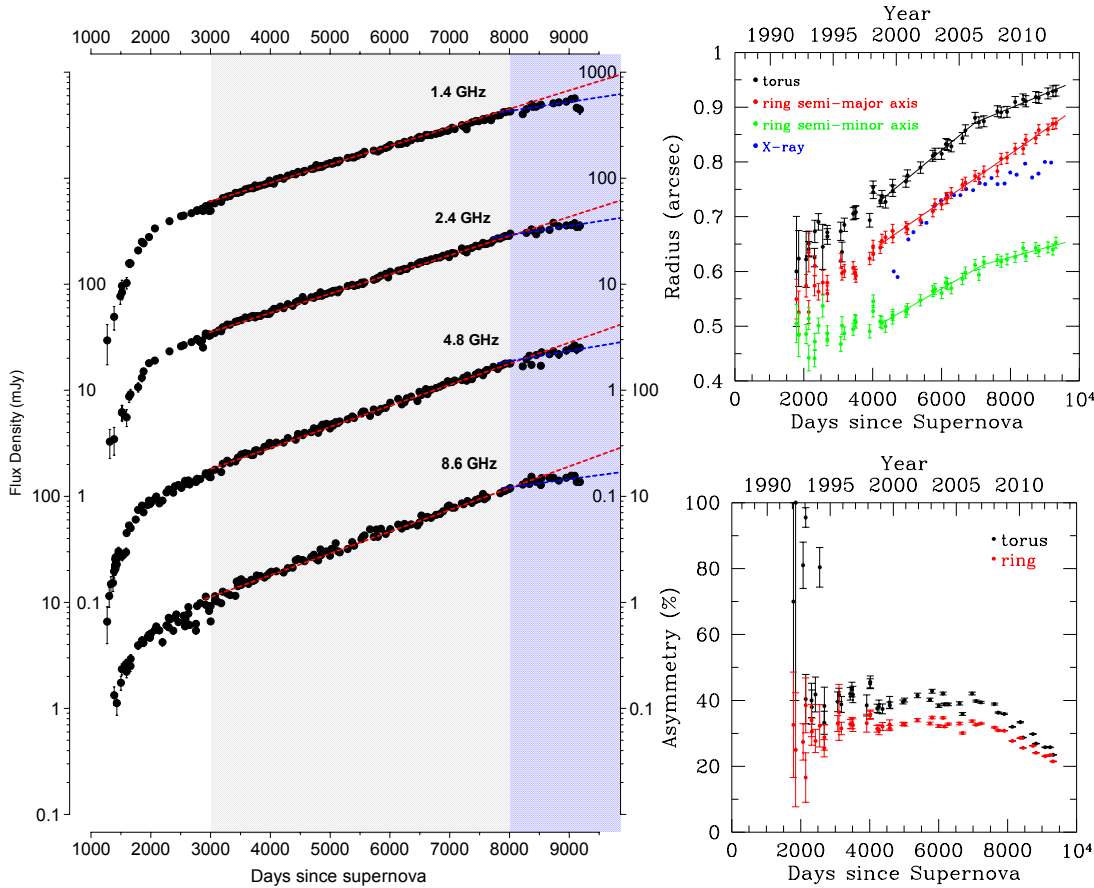 1000 2000 3000 4000 5000 6000 7000 8000 9000
1000
1.4 GHz
100
2.4 GHz
100
10
4.8 GHz
10
1
100
8.6 GHz
100
1
0.1
10
10
0.1
1
1
0.1
0.1
Flux Density (mJy)
1000 2000 3000 4000 5000 6000 7000 8000 9000
Days since supernova
Year
1990 1995 2000 2005 2010
1
0.9
0.8
0.7
0.6
0.5
0.4
torus
ring semi-major axis
ring semi-minor axis
X-ray
Radius (arcsec)
0 2000 4000 6000 8000 10⁴
Days since Supernova
Year
1990 1995 2000 2005 2010
100
80
60
40
20
0
torus
ring
Asymmetry (%)
0 2000 4000 6000 8000 10⁴
Days since Supernova